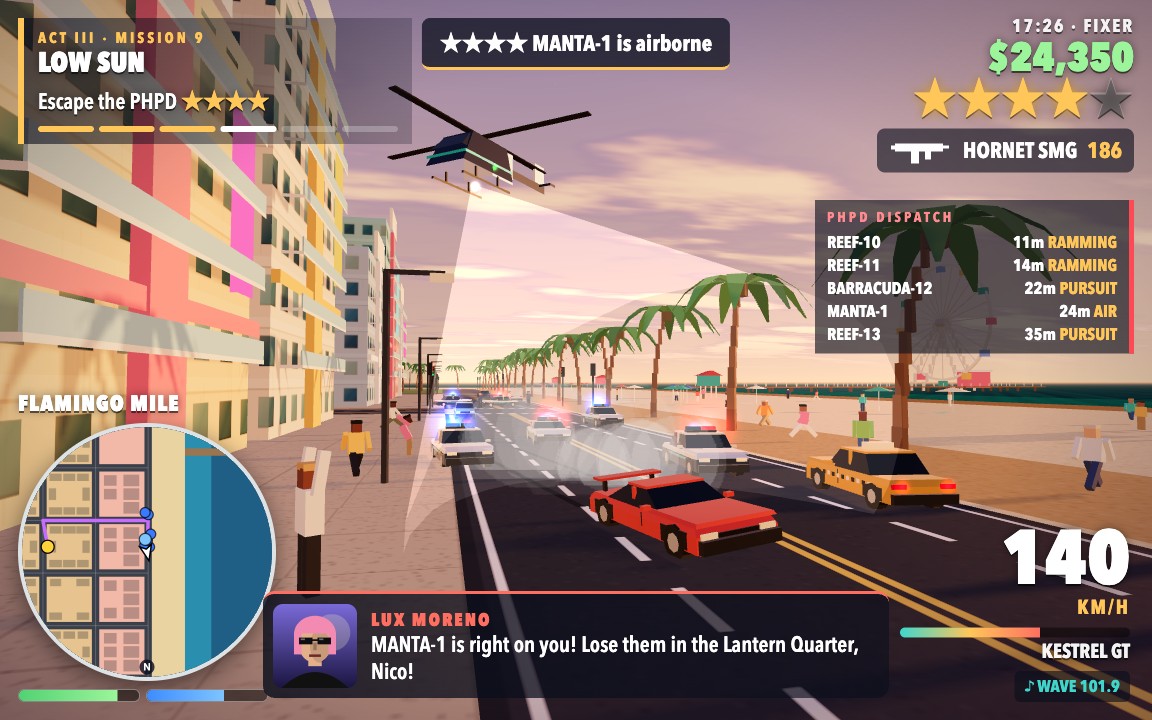 ACT III · MISSION 9
LOW SUN
Escape the PHPD ★★★★
★★★★ MANTA-1 is airborne
17:26 · FIXER
$24,350
HORNET SMG 186
PHPD DISPATCH
REEF-10 11m RAMMING
REEF-11 14m RAMMING
BARRACUDA-12 22m PURSUIT
MANTA-1 24m AIR
REEF-13 35m PURSUIT
FLAMINGO MILE
N
LUX MORENO
MANTA-1 is right on you! Lose them in the Lantern Quarter,
Nico!
140
KM/H
KESTREL GT
♪ WAVE 101.9